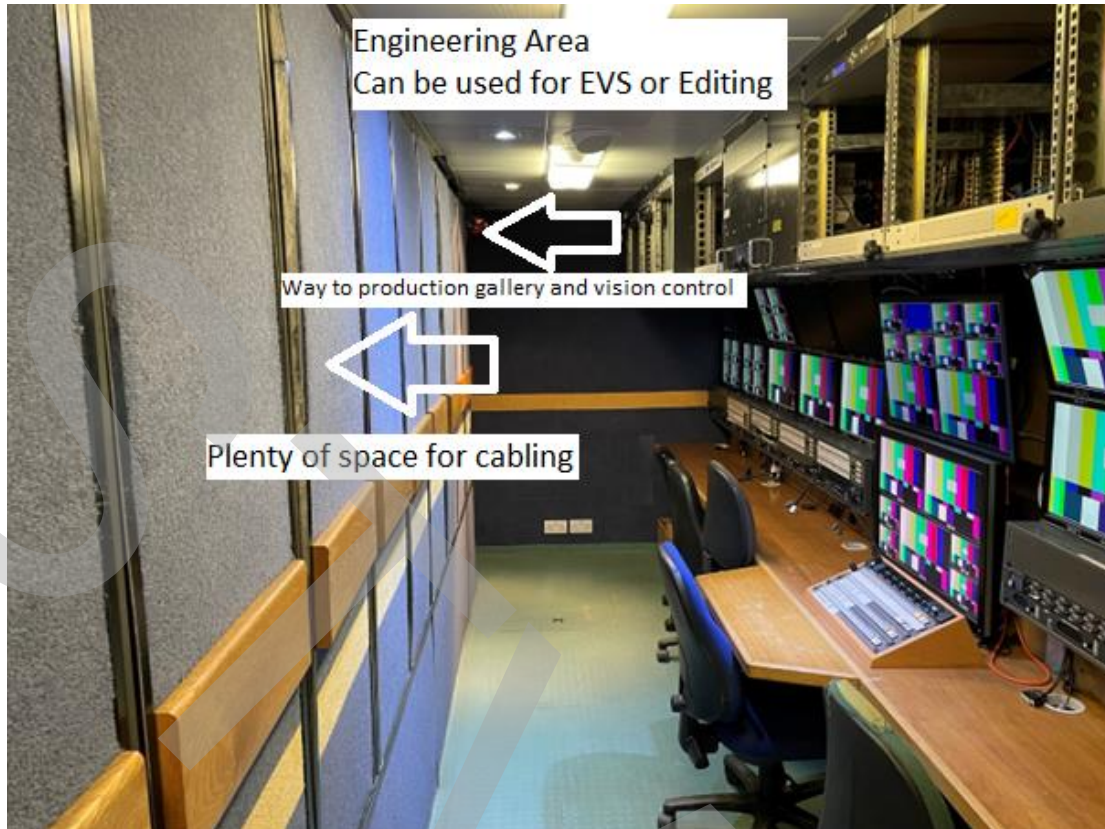 Engineering Area
Can be used for EVS or Editing
Way to production gallery and vision control
Plenty of space for cabling